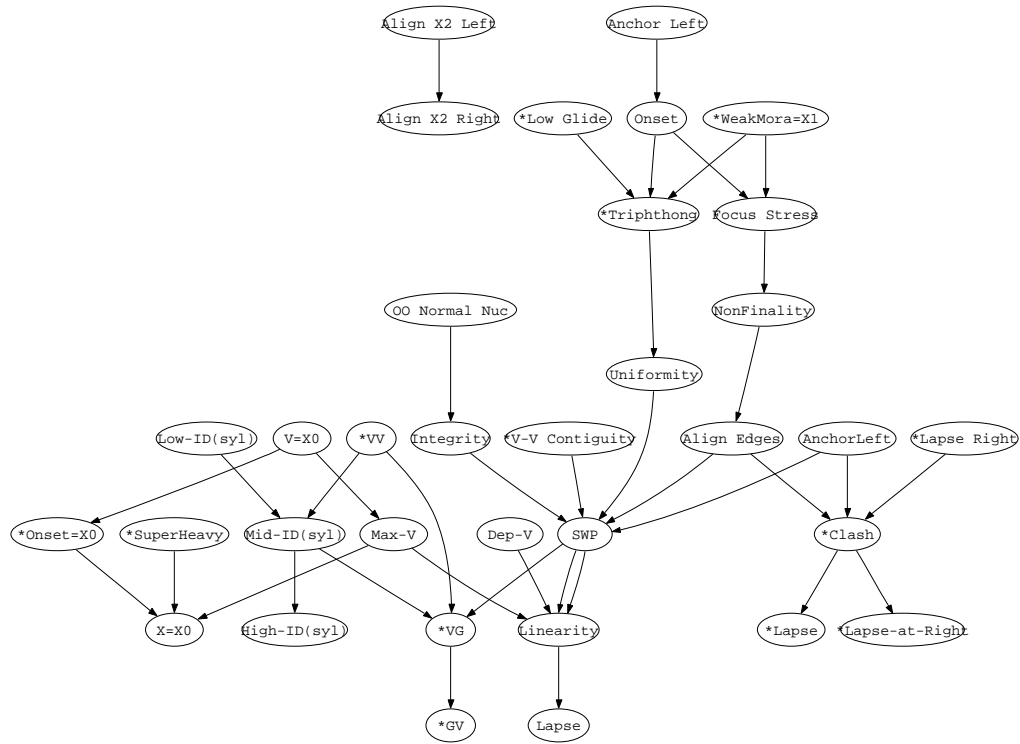 Align X2 Left
Anchor Left
Align X2 Right
*Low Glide
Onset
*WeakMora=X1
*Triphthong
Focus Stress
OO Normal Nuc
NonFinality
Uniformity
Low-ID(syl)
V=X0
*VV
Integrity
*V-V Contiguity
Align Edges
AnchorLeft
*Lapse Right
*Onset=X0
*SuperHeavy
Mid-ID(syl)
Max-V
Dep-V
SWP
*Clash
X=X0
High-ID(syl)
*VG
Linearity
*Lapse
*Lapse-at-Right
*GV
Lapse